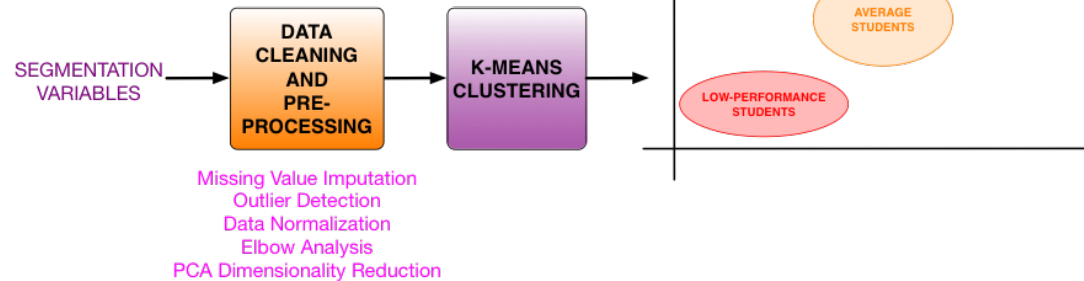 SEGMENTATION
VARIABLES
DATA
CLEANING
AND
PRE-
PROCESSING
K-MEANS
CLUSTERING
AVERAGE
STUDENTS
LOW-PERFORMANCE
STUDENTS
Missing Value Imputation
Outlier Detection
Data Normalization
Elbow Analysis
PCA Dimensionality Reduction